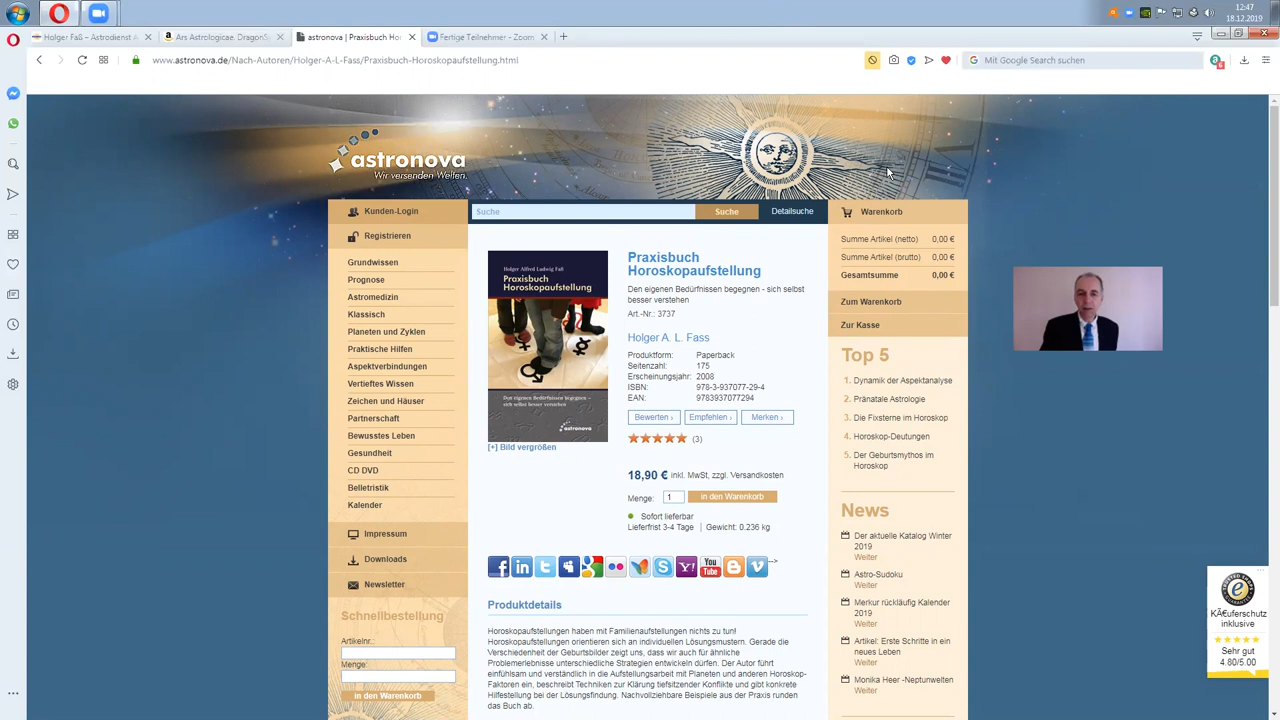 12:47
18.12.2019
Holger Faß – Astrodienst A
Ars Astrologicae. DragonS
astronova | Praxisbuch Ho
Fertige Teilnehmer - Zoom
www.astronova.de/Nach-Autoren/Holger-A-L-Fass/Praxisbuch-Horoskopaufstellung.html
Mit Google Search suchen
astronova
Wir versenden Welten.
Kunden-Login
Registrieren
Grundwissen
Prognose
Astromedizin
Klassisch
Planeten und Zyklen
Praktische Hilfen
Aspektverbindungen
Vertieftes Wissen
Zeichen und Häuser
Partnerschaft
Bewusstes Leben
Gesundheit
CD DVD
Belletristik
Kalender
Impressum
Downloads
Newsletter
Schnellbestellung
Artikelnr.:
Menge:
in den Warenkorb
Suche
Suche
Detailsuche
Holger Alfred Ludwig Faß
Praxisbuch
Horoskopaufstellung
Den eigenen Bedürfnissen begegnen -
sich selbst besser verstehen
astronova
[+] Bild vergrößern
Praxisbuch
Horoskopaufstellung
Den eigenen Bedürfnissen begegnen - sich selbst
besser verstehen
Art.-Nr.: 3737
Holger A. L. Fass
Produktform: Paperback
Seitenzahl: 175
Erscheinungsjahr: 2008
ISBN: 978-3-937077-29-4
EAN: 9783937077294
Bewerten ›
Empfehlen ›
Merken ›
(3)
18,90 € inkl. MwSt, zzgl. Versandkosten
Menge: 1 in den Warenkorb
Sofort lieferbar
Lieferfrist 3-4 Tage | Gewicht: 0.236 kg
-->
Produktdetails
Horoskopaufstellungen haben mit Familienaufstellungen nichts zu tun!
Horoskopaufstellungen orientieren sich an individuellen Lösungsmustern. Gerade die
Verschiedenheit der Geburtsbilder zeigt uns, dass wir auch für ähnliche
Problemerlebnisse unterschiedliche Strategien entwickeln dürfen. Der Autor führt
einfühlsam und verständlich in die Aufstellungsarbeit mit Planeten und anderen Horoskop-
Faktoren ein, beschreibt Techniken zur Klärung tiefsitzender Konflikte und gibt konkrete
Hilfestellung bei der Lösungsfindung. Nachvollziehbare Beispiele aus der Praxis runden
das Buch ab.
Warenkorb
Summe Artikel (netto) 0,00 €
Summe Artikel (brutto) 0,00 €
Gesamtsumme 0,00 €
Zum Warenkorb
Zur Kasse
Top 5
1. Dynamik der Aspektanalyse
2. Pränatale Astrologie
3. Die Fixsterne im Horoskop
4. Horoskop-Deutungen
5. Der Geburtsmythos im
Horoskop
News
Der aktuelle Katalog Winter
2019
Weiter
Astro-Sudoku
Weiter
Merkur rückläufig Kalender
2019
Weiter
Artikel: Erste Schritte in ein
neues Leben
Weiter
Monika Heer -Neptunwelten
Weiter
KÃ€uferschutz
inklusive
Sehr gut
4.80/5.00